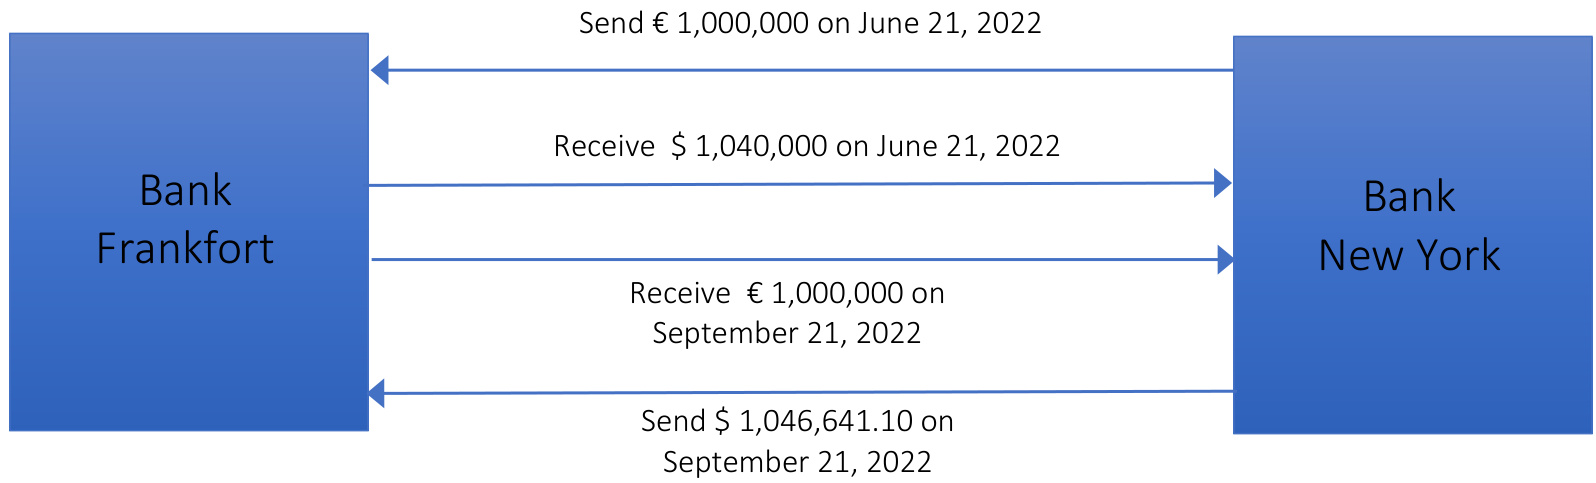 Send € 1,000,000 on June 21, 2022
Receive $ 1,040,000 on June 21, 2022
Bank
Frankfort
Bank
New York
Receive € 1,000,000 on
September 21, 2022
Send $ 1,046,641.10 on
September 21, 2022